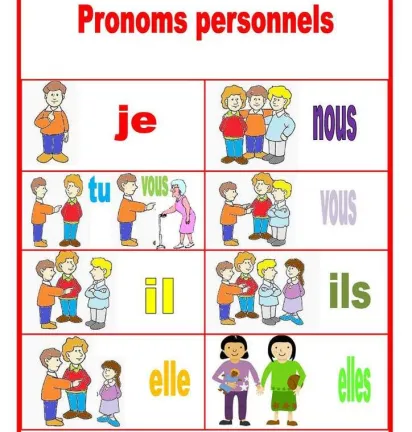 Pronoms personnels
je
nous
tu
vous
vous
il
ils
elle
elles